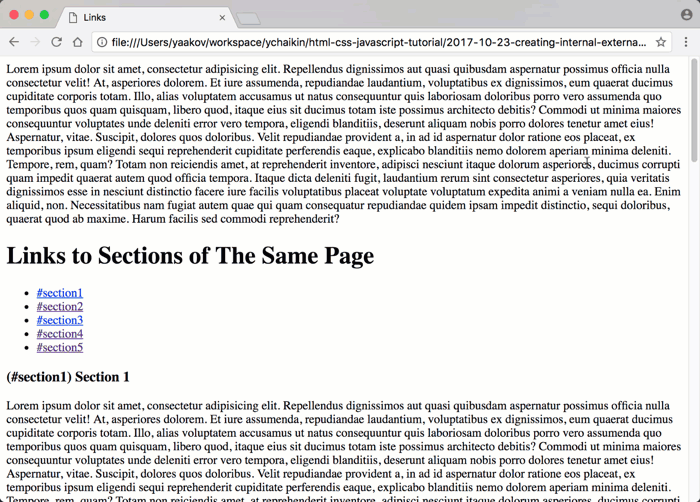 Links
file:///Users/yaakov/workspace/ychaikin/html-css-javascript-tutorial/2017-10-23-creating-internal-externa...
Lorem ipsum dolor sit amet, consectetur adipisicing elit. Repellendus dignissimos aut quasi quibusdam aspernatur possimus officia nulla
consectetur velit! At, asperiores dolorem. Et iure assumenda, repudiandae laudantium, voluptatibus ex dignissimos, eum quaerat ducimus
cupiditate corporis totam. Illo, alias voluptatem accusamus ut natus consequuntur quis laboriosam doloribus porro vero assumenda quo
temporibus quos quam quisquam, libero quod, itaque eius sit ducimus totam iste possimus architecto debitis? Commodi ut minima maiores
consequuntur voluptates unde deleniti error vero tempora, eligendi blanditiis, deserunt aliquam nobis porro dolores tenetur amet eius!
Aspernatur, vitae. Suscipit, dolores quos doloribus. Velit repudiandae provident a, in ad id aspernatur dolor ratione eos placeat, ex
temporibus ipsum eligendi sequi reprehenderit cupiditate perferendis eaque, explicabo blanditiis nemo dolorem aperiam minima deleniti.
Tempore, rem, quam? Totam non reiciendis amet, at reprehenderit inventore, adipisci nesciunt itaque dolorum asperiores, ducimus corrupti
quam impedit quaerat autem quod officia tempora. Itaque dicta deleniti fugit, laudantium rerum sint consectetur asperiores, quia veritatis
dignissimos esse in nesciunt distinctio facere iure facilis voluptatibus placeat voluptate voluptatum expedita animi a veniam nulla ea. Enim
aliquid, non. Necessitatibus nam fugiat autem quae qui quam consequatur repudiandae quidem ipsam impedit distinctio, sequi doloribus,
quaerat quod ab maxime. Harum facilis sed commodi reprehenderit?
Links to Sections of The Same Page
#section1
#section2
#section3
#section4
#section5
(#section1) Section 1
Lorem ipsum dolor sit amet, consectetur adipisicing elit. Repellendus dignissimos aut quasi quibusdam aspernatur possimus officia nulla
consectetur velit! At, asperiores dolorem. Et iure assumenda, repudiandae laudantium, voluptatibus ex dignissimos, eum quaerat ducimus
cupiditate corporis totam. Illo, alias voluptatem accusamus ut natus consequuntur quis laboriosam doloribus porro vero assumenda quo
temporibus quos quam quisquam, libero quod, itaque eius sit ducimus totam iste possimus architecto debitis? Commodi ut minima maiores
consequuntur voluptates unde deleniti error vero tempora, eligendi blanditiis, deserunt aliquam nobis porro dolores tenetur amet eius!
Aspernatur, vitae. Suscipit, dolores quos doloribus. Velit repudiandae provident a, in ad id aspernatur dolor ratione eos placeat, ex
temporibus ipsum eligendi sequi reprehenderit cupiditate perferendis eaque, explicabo blanditiis nemo dolorem aperiam minima deleniti.
Tempore, rem, quam? Totam non reiciendis amet, at reprehenderit inventore, adipisci nesciunt itaque dolorum asperiores, ducimus corrupti